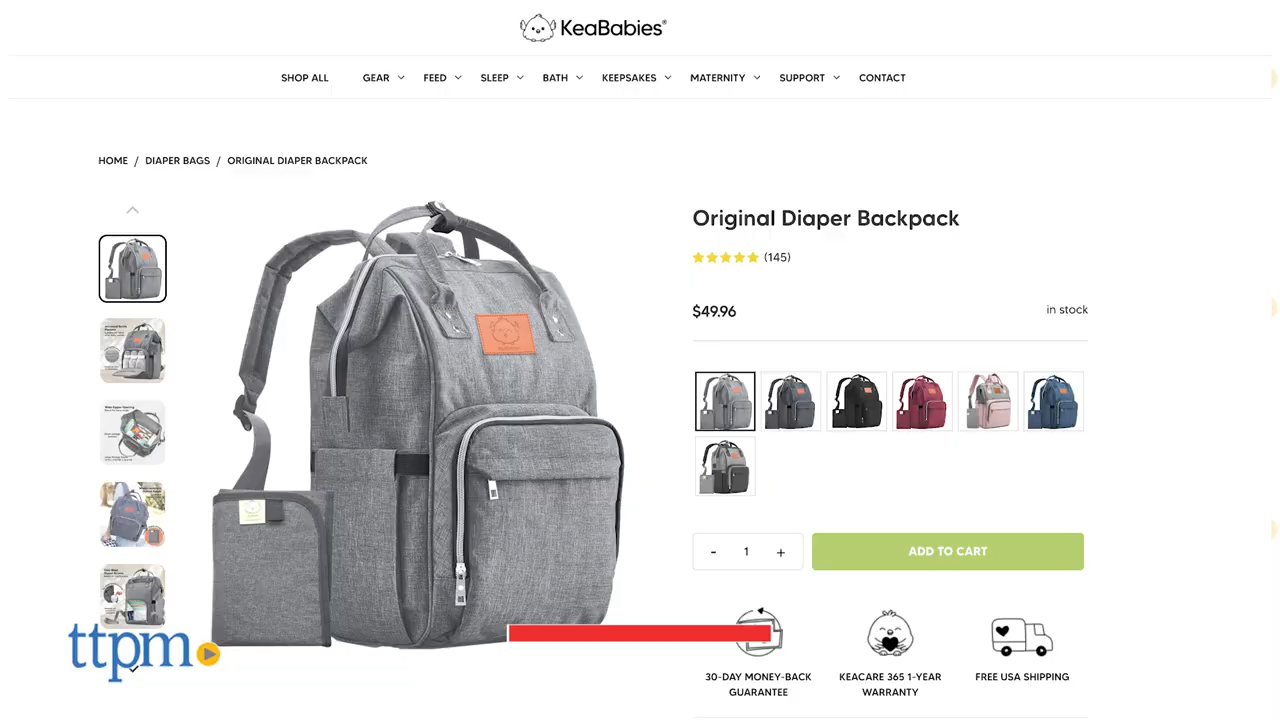 KeaBabies®
SHOP ALL GEAR FEED SLEEP BATH KEEPSAKES MATERNITY SUPPORT CONTACT
HOME / DIAPER BAGS / ORIGINAL DIAPER BACKPACK
Original Diaper Backpack
(145)
$49.96
in stock
- 1 +
ADD TO CART
30-DAY MONEY-BACK
GUARANTEE
KEACARE 365 1-YEAR
WARRANTY
FREE USA SHIPPING
ttpm